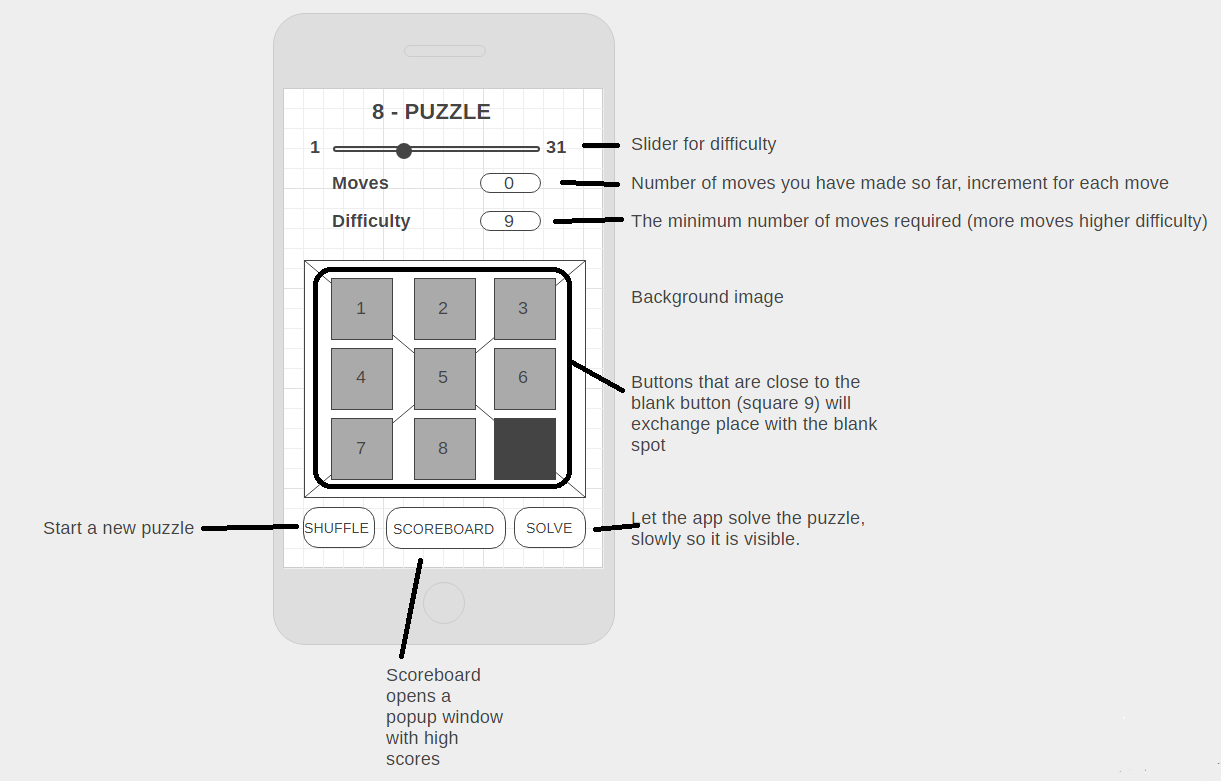 8 - PUZZLE
1 31 Slider for difficulty
Moves 0 Number of moves you have made so far, increment for each move
Difficulty 9 The minimum number of moves required (more moves higher difficulty)
Background image
1 2 3
4 5 6
7 8
Buttons that are close to the
blank button (square 9) will
exchange place with the blank
spot
Start a new puzzle
SHUFFLE SCOREBOARD SOLVE
Let the app solve the puzzle,
slowly so it is visible.
Scoreboard
opens a
popup window
with high
scores